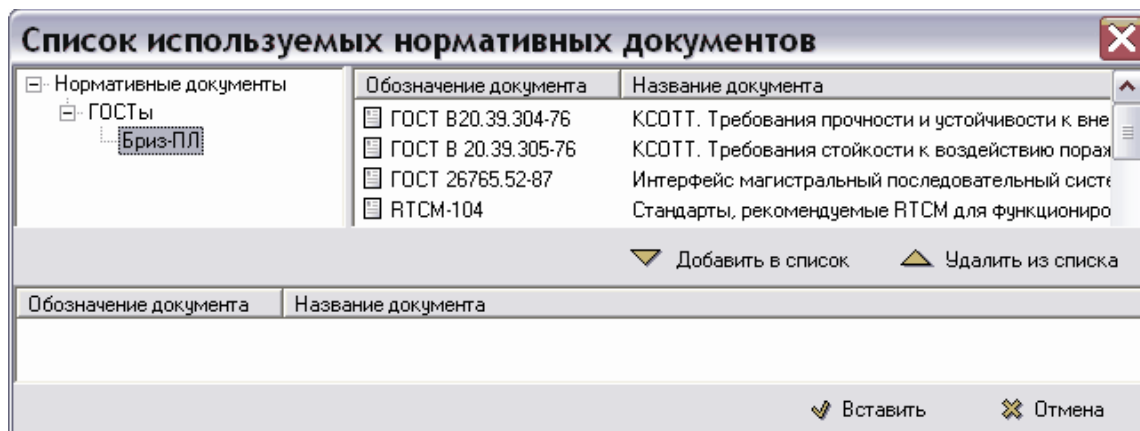 Список используемых нормативных документов
Нормативные документы
ГОСТы
Бриз-ПЛ
Обозначение документа Название документа
ГОСТ В20.39.304-76 КСОТТ. Требования прочности и устойчивости к вне
ГОСТ В 20.39.305-76 КСОТТ. Требования стойкости к воздействию пораж
ГОСТ 26765.52-87 Интерфейс магистральный последовательный систе
RTCM-104 Стандарты, рекомендуемые RTCM для функциониро
Добавить в список Удалить из списка
Обозначение документа Название документа
Вставить Отмена